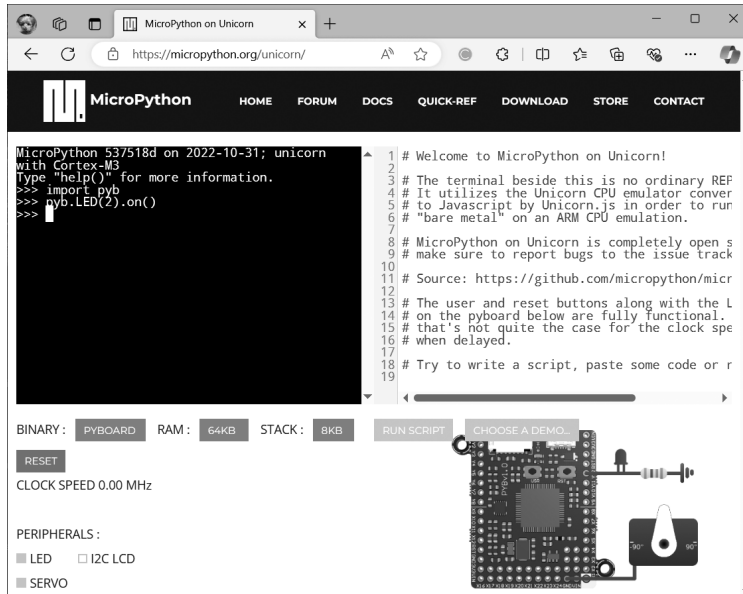 MicroPython on Unicorn
https://micropython.org/unicorn/
MicroPython HOME FORUM DOCS QUICK-REF DOWNLOAD STORE CONTACT
MicroPython 537518d on 2022-10-31; unicorn
with Cortex-M3
Type "help()" for more information.
>>> import pyb
>>> pyb.LED(2).on()
>>>
1 # Welcome to MicroPython on Unicorn!
2
3 # The terminal beside this is no ordinary REP
4 # It utilizes the Unicorn CPU emulator conver
5 # to Javascript by Unicorn.js in order to run
6 # "bare metal" on an ARM CPU emulation.
7
8 # MicroPython on Unicorn is completely open s
9 # make sure to report bugs to the issue track
10
11 # Source: https://github.com/micropython/micr
12
13 # The user and reset buttons along with the L
14 # on the pyboard below are fully functional.
15 # that's not quite the case for the clock spe
16 # when delayed.
17
18 # Try to write a script, paste some code or r
19
BINARY : PYBOARD RAM : 64KB STACK : 8KB RUN SCRIPT CHOOSE A DEMO...
RESET
CLOCK SPEED 0.00 MHz
PERIPHERALS :
LED I2C LCD
SERVO
PYBv1.0
USR RST
-90° 90°